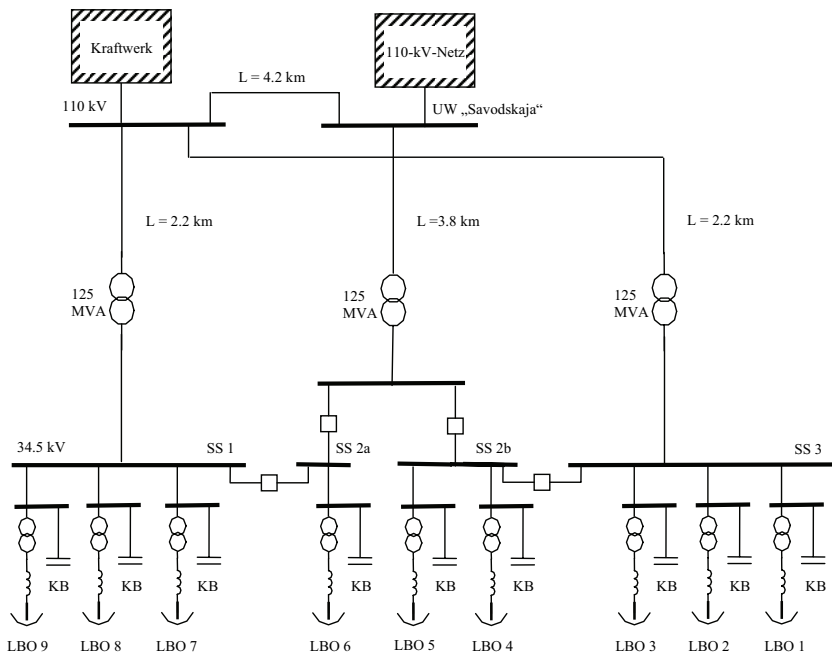 Kraftwerk
110-kV-Netz
L = 4.2 km
110 kV
UW „Savodskaja“
L = 2.2 km
L =3.8 km
L = 2.2 km
125
MVA
125
MVA
125
MVA
34.5 kV
SS 1
SS 2a
SS 2b
SS 3
KB
KB
KB
KB
KB
KB
KB
KB
KB
LBO 9
LBO 8
LBO 7
LBO 6
LBO 5
LBO 4
LBO 3
LBO 2
LBO 1